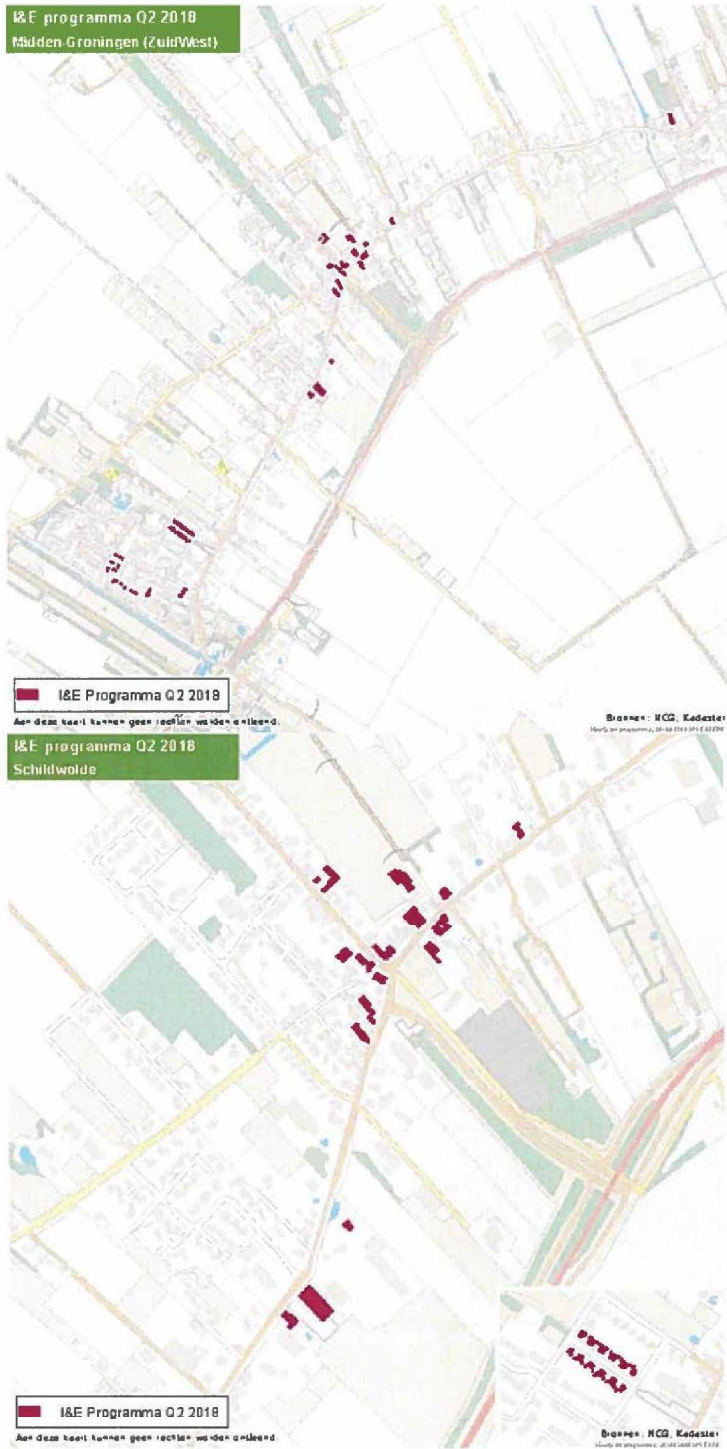 I&E programma Q2 2018
Midden-Groningen (ZuidWest)
I&E Programma Q2 2018
Aan deze kaart kunnen geen rechten worden ontleend.
Bronnen: NCG, Kadaster
I&E programma Q2 2018
Schildwolde
I&E Programma Q2 2018
Aan deze kaart kunnen geen rechten worden ontleend.
Bronnen: NCG, Kadaster